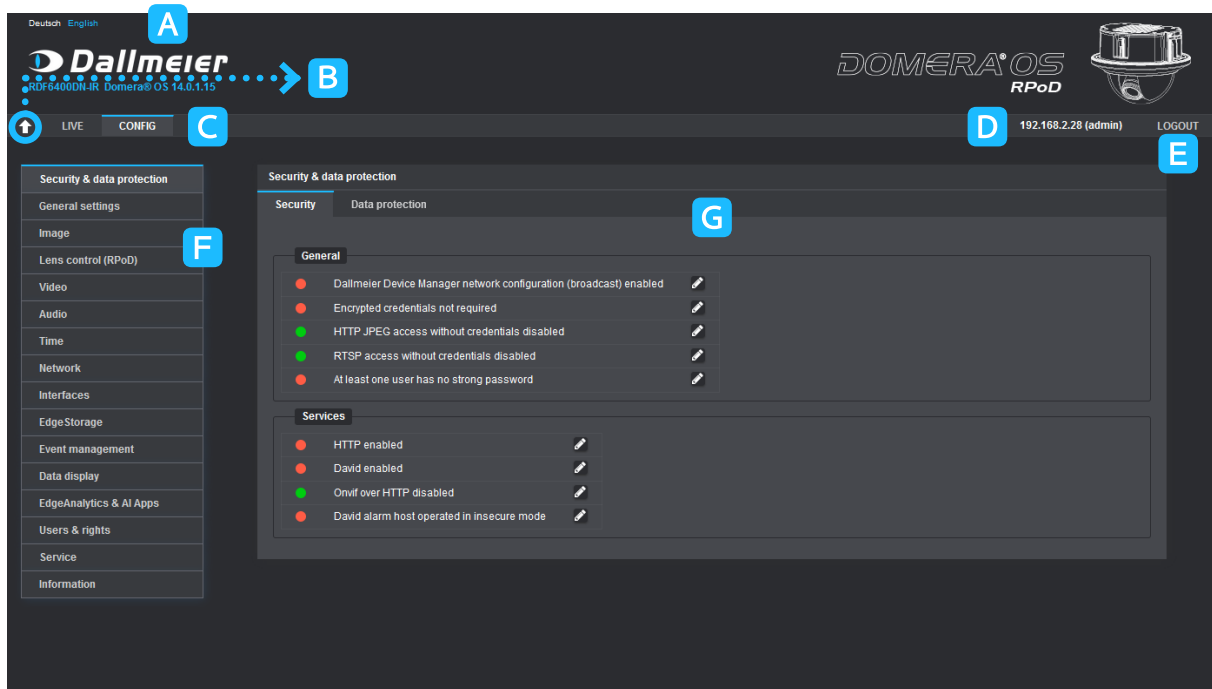 Deutsch English
A
Dallmeier
DOMERA® OS
RPoD
B
RDF6400DN-IR Domera® OS 14.0.1.15
LIVE CONFIG
C
D
192.168.2.28 (admin)
LOGOUT
E
Security & data protection
General settings
Image
Lens control (RPoD)
Video
Audio
Time
Network
Interfaces
EdgeStorage
Event management
Data display
EdgeAnalytics & AI Apps
Users & rights
Service
Information
F
Security & data protection
Security Data protection
G
General
Dallmeier Device Manager network configuration (broadcast) enabled
Encrypted credentials not required
HTTP JPEG access without credentials disabled
RTSP access without credentials disabled
At least one user has no strong password
Services
HTTP enabled
David enabled
Onvif over HTTP disabled
David alarm host operated in insecure mode